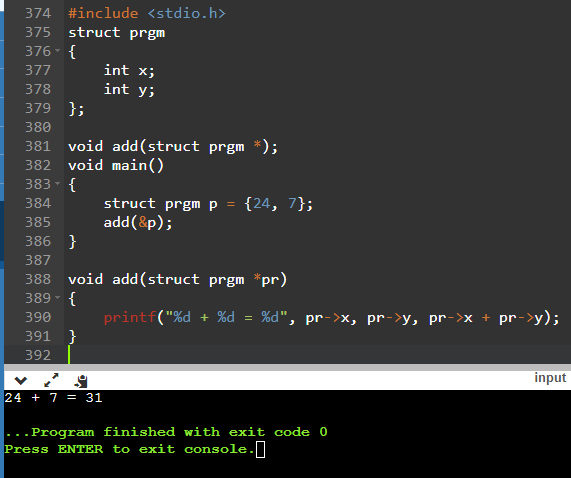 374 #include <stdio.h>
375 struct prgm
376 {
377     int x;
378     int y;
379 };
380
381 void add(struct prgm *);
382 void main()
383 {
384     struct prgm p = {24, 7};
385     add(&p);
386 }
387
388 void add(struct prgm *pr)
389 {
390     printf("%d + %d = %d", pr->x, pr->y, pr->x + pr->y);
391 }
392
input
24 + 7 = 31
...Program finished with exit code 0
Press ENTER to exit console.